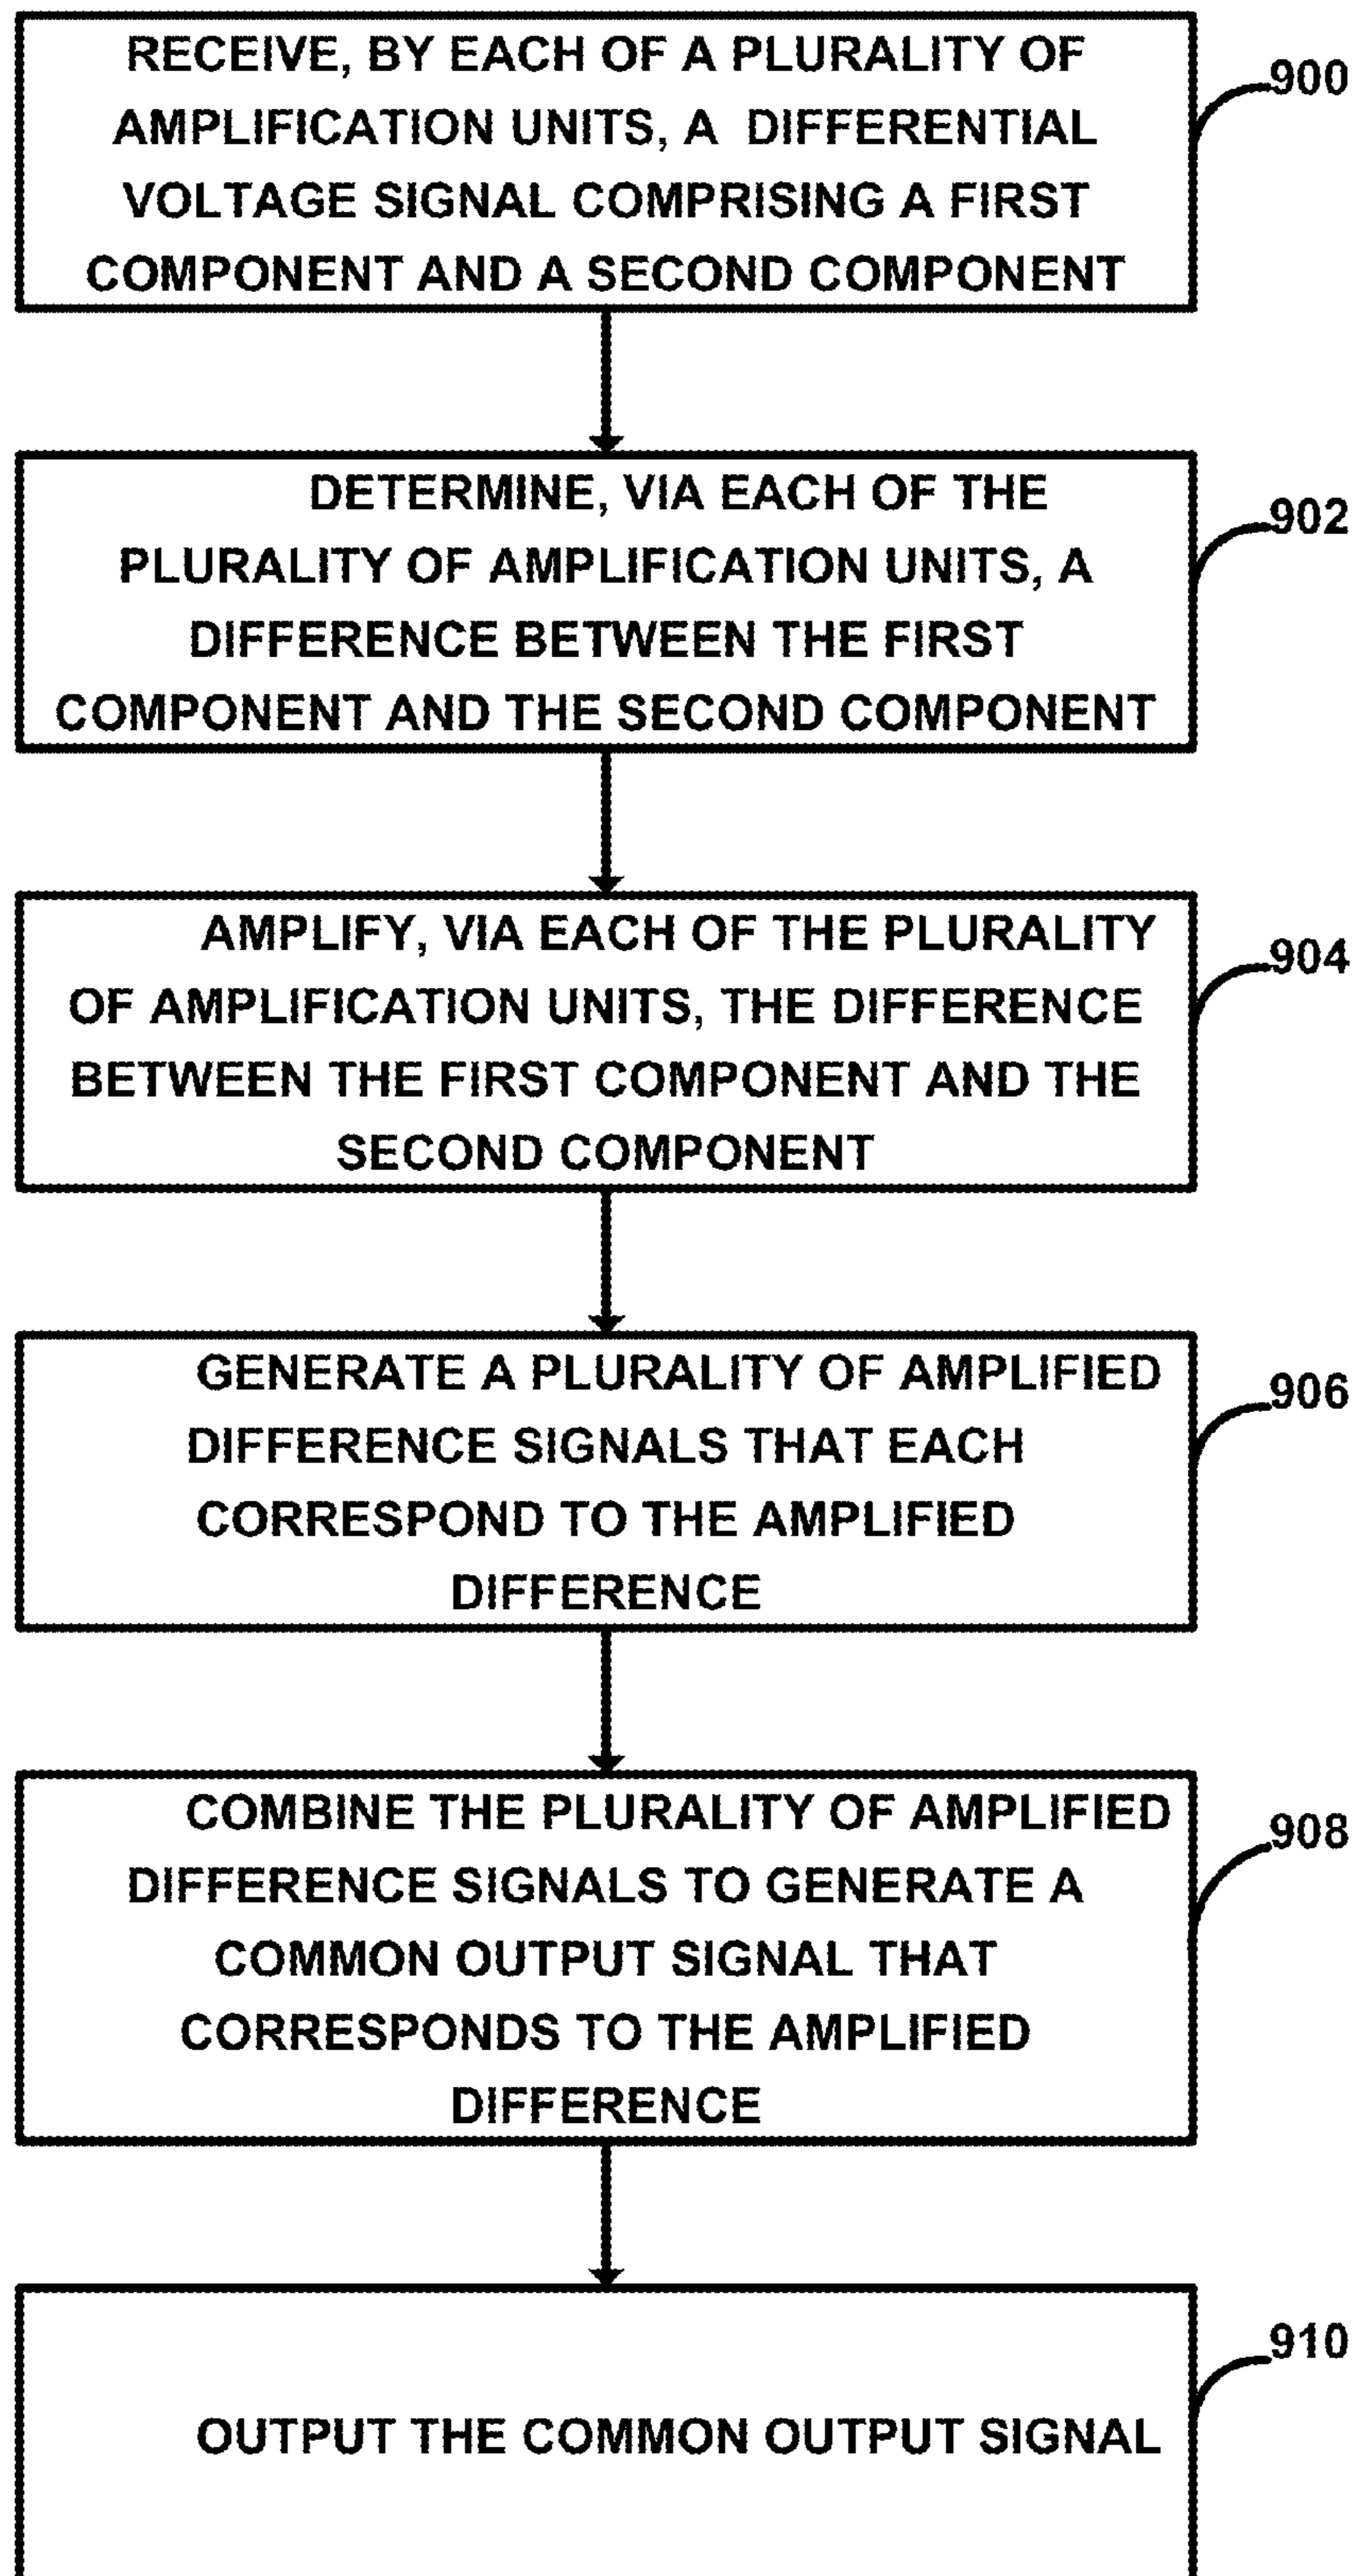 RECEIVE, BY EACH OF A PLURALITY OF
AMPLIFICATION UNITS, A DIFFERENTIAL
VOLTAGE SIGNAL COMPRISING A FIRST
COMPONENT AND A SECOND COMPONENT
900
DETERMINE, VIA EACH OF THE
PLURALITY OF AMPLIFICATION UNITS, A
DIFFERENCE BETWEEN THE FIRST
COMPONENT AND THE SECOND COMPONENT
902
AMPLIFY, VIA EACH OF THE PLURALITY
OF AMPLIFICATION UNITS, THE DIFFERENCE
BETWEEN THE FIRST COMPONENT AND THE
SECOND COMPONENT
904
GENERATE A PLURALITY OF AMPLIFIED
DIFFERENCE SIGNALS THAT EACH
CORRESPOND TO THE AMPLIFIED
DIFFERENCE
906
COMBINE THE PLURALITY OF AMPLIFIED
DIFFERENCE SIGNALS TO GENERATE A
COMMON OUTPUT SIGNAL THAT
CORRESPONDS TO THE AMPLIFIED
DIFFERENCE
908
OUTPUT THE COMMON OUTPUT SIGNAL
910